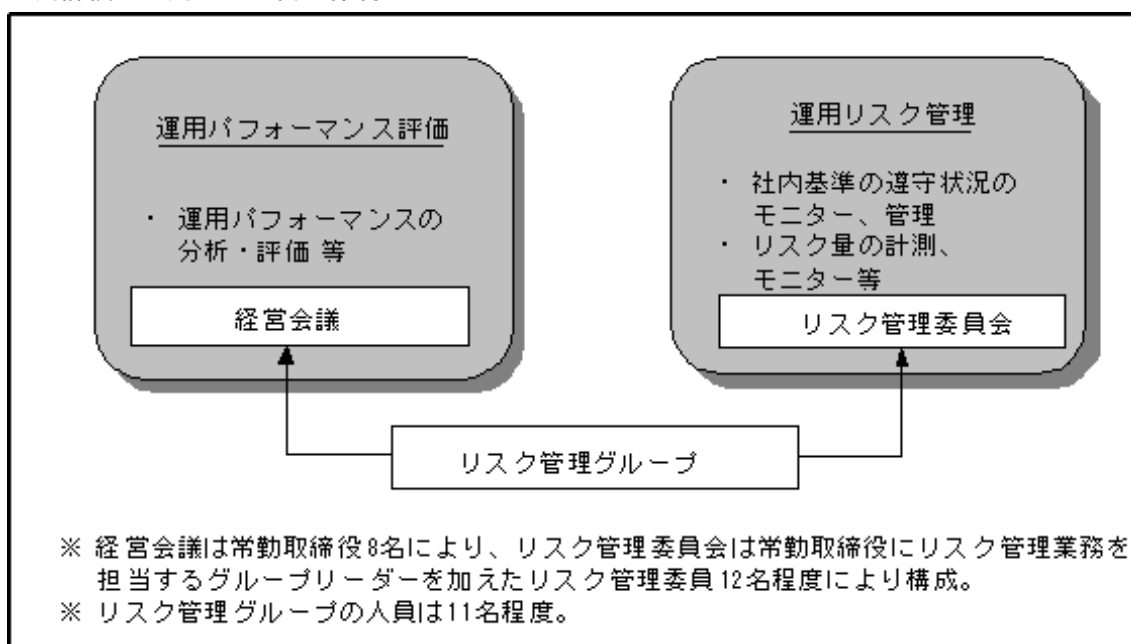 運用パフォーマンス評価
・ 運用パフォーマンスの
分析・評価 等
経営会議
運用リスク管理
・ 社内基準の遵守状況の
モニター、管理
・ リスク量の計測、
モニター等
リスク管理委員会
リスク管理グループ
※ 経営会議は常勤取締役8名により、リスク管理委員会は常勤取締役にリスク管理業務を
担当するグループリーダーを加えたリスク管理委員12名程度により構成。
※ リスク管理グループの人員は11名程度。